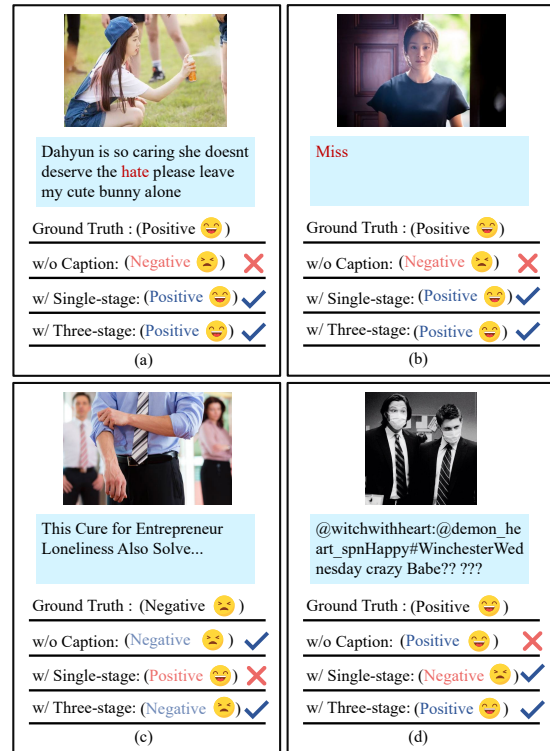 Dahyun is so caring she doesnt
deserve the hate please leave
my cute bunny alone
Ground Truth : (Positive 😄)
w/o Caption: (Negative 😣) ✗
w/ Single-stage: (Positive 😄) ✓
w/ Three-stage: (Positive 😄) ✓
(a)
Miss
Ground Truth : (Positive 😄)
w/o Caption: (Negative 😣) ✗
w/ Single-stage: (Positive 😄) ✓
w/ Three-stage: (Positive 😄) ✓
(b)
This Cure for Entrepreneur
Loneliness Also Solve...
Ground Truth : (Negative 😣)
w/o Caption: (Negative 😣) ✓
w/ Single-stage: (Positive 😄) ✗
w/ Three-stage: (Negative 😣) ✓
(c)
@witchwithheart:@demon_he
art_spnHappy#WinchesterWed
nesday crazy Babe?? ???
Ground Truth : (Positive 😄)
w/o Caption: (Positive 😄) ✗
w/ Single-stage: (Negative 😣) ✓
w/ Three-stage: (Positive 😄) ✓
(d)